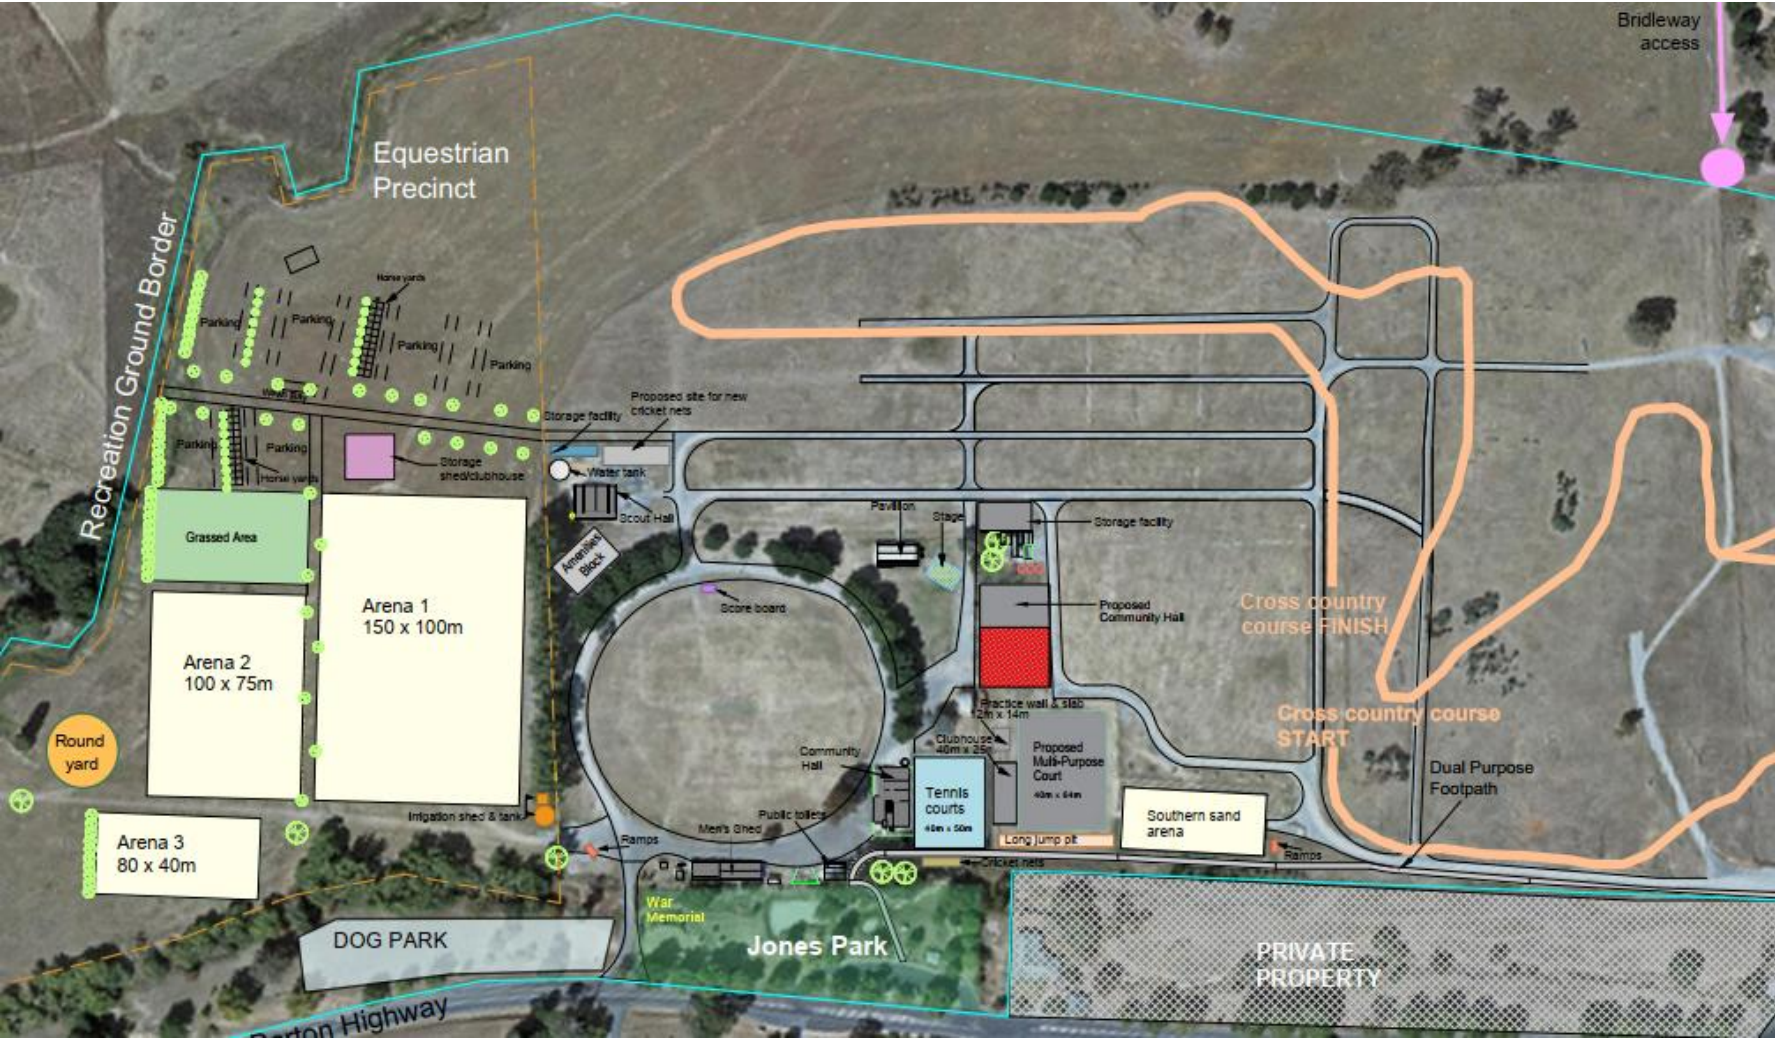 Bridleway
access
Equestrian
Precinct
Recreation Ground Border
Horse yards
Parking
Parking
Parking
Parking
Storage facility
Proposed site for new
cricket nets
Parking
Parking
Horse yards
Storage
shed/clubhouse
Water tank
Scout Hall
Pavillion
Stage
Storage facility
Grassed Area
Amenities
Block
Arena 1
150 x 100m
Score board
Proposed
Community Hall
Cross country
course FINISH
Arena 2
100 x 75m
Practice wall & slab
12m x 14m
Cross country course
START
Round
yard
Clubhouse
Community
Hall
Proposed
Multi-Purpose
Court
40m x 64m
Dual Purpose
Footpath
Tennis
courts
48m x 50m
Irrigation shed & tank
Public toilets
Men's Shed
Ramps
Southern sand
arena
Long jump pit
Ramps
Cricket nets
Arena 3
80 x 40m
War
Memorial
DOG PARK
Jones Park
PRIVATE
PROPERTY
Barton Highway